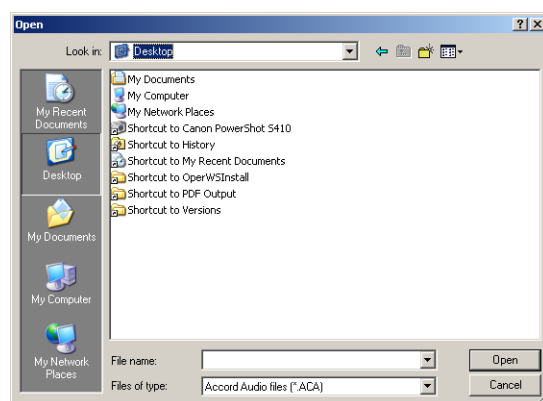 Open
Look in: Desktop
My Recent
Documents
Desktop
My Documents
My Computer
My Network
Places
My Documents
My Computer
My Network Places
Shortcut to Canon PowerShot S410
Shortcut to History
Shortcut to My Recent Documents
Shortcut to OperWSInstall
Shortcut to PDF Output
Shortcut to Versions
File name: Open
Files of type: Accord Audio files (*.ACA) Cancel